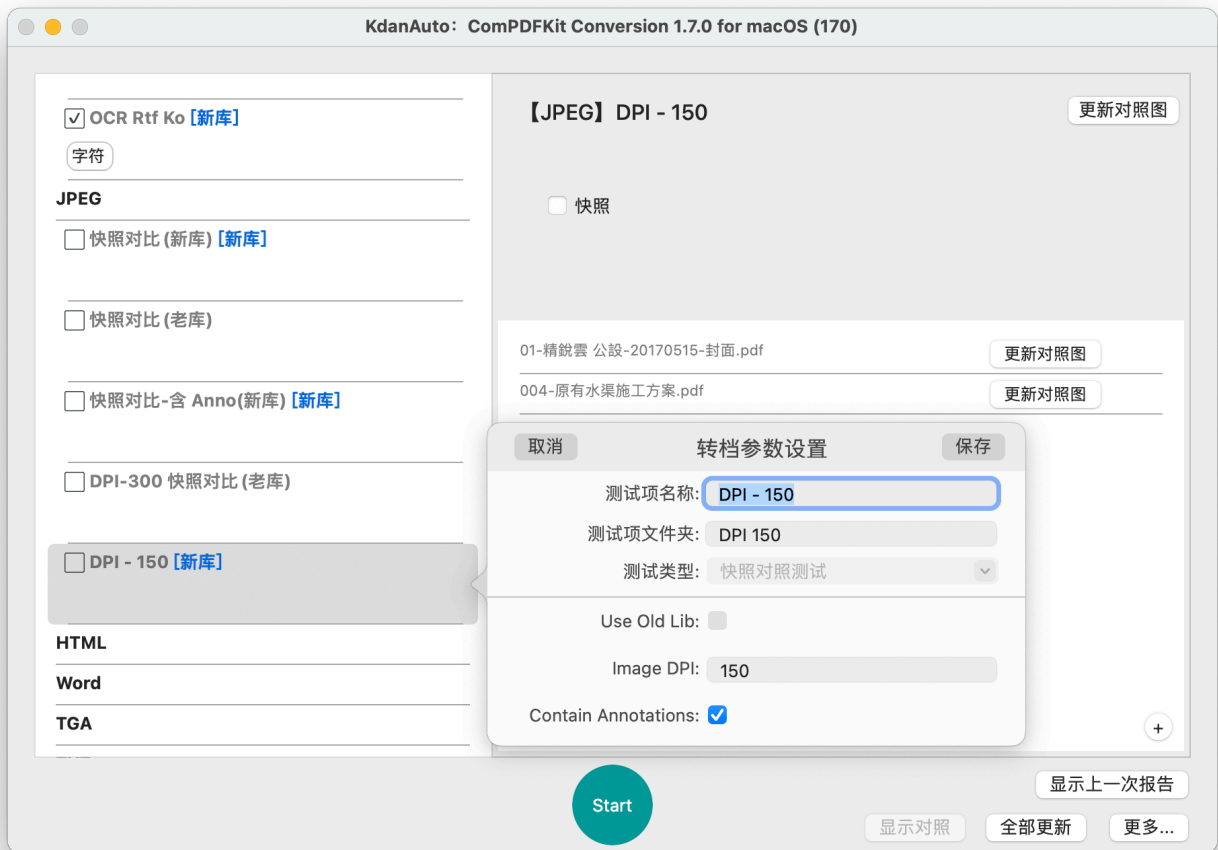 KdanAuto：ComPDFKit Conversion 1.7.0 for macOS (170)
OCR Rtf Ko [新库]
字符
JPEG
快照对比(新库) [新库]
快照对比(老库)
快照对比-含 Anno(新库) [新库]
DPI-300 快照对比(老库)
DPI - 150 [新库]
HTML
Word
TGA
【JPEG】DPI - 150
更新对照图
快照
01-精銳雲 公設-20170515-封面.pdf
更新对照图
004-原有水渠施工方案.pdf
更新对照图
取消
转档参数设置
保存
测试项名称: DPI - 150
测试项文件夹: DPI 150
测试类型: 快照对照测试
Use Old Lib:
Image DPI: 150
Contain Annotations:
+
Start
显示上一次报告
显示对照
全部更新
更多...